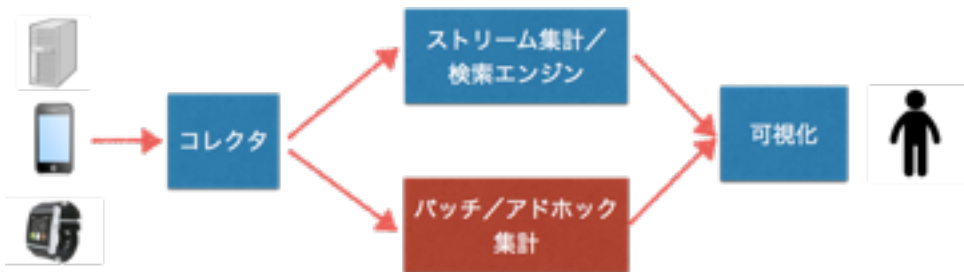 コレクタ
ストリーム集計／
検索エンジン
バッチ／アドホック
集計
可視化